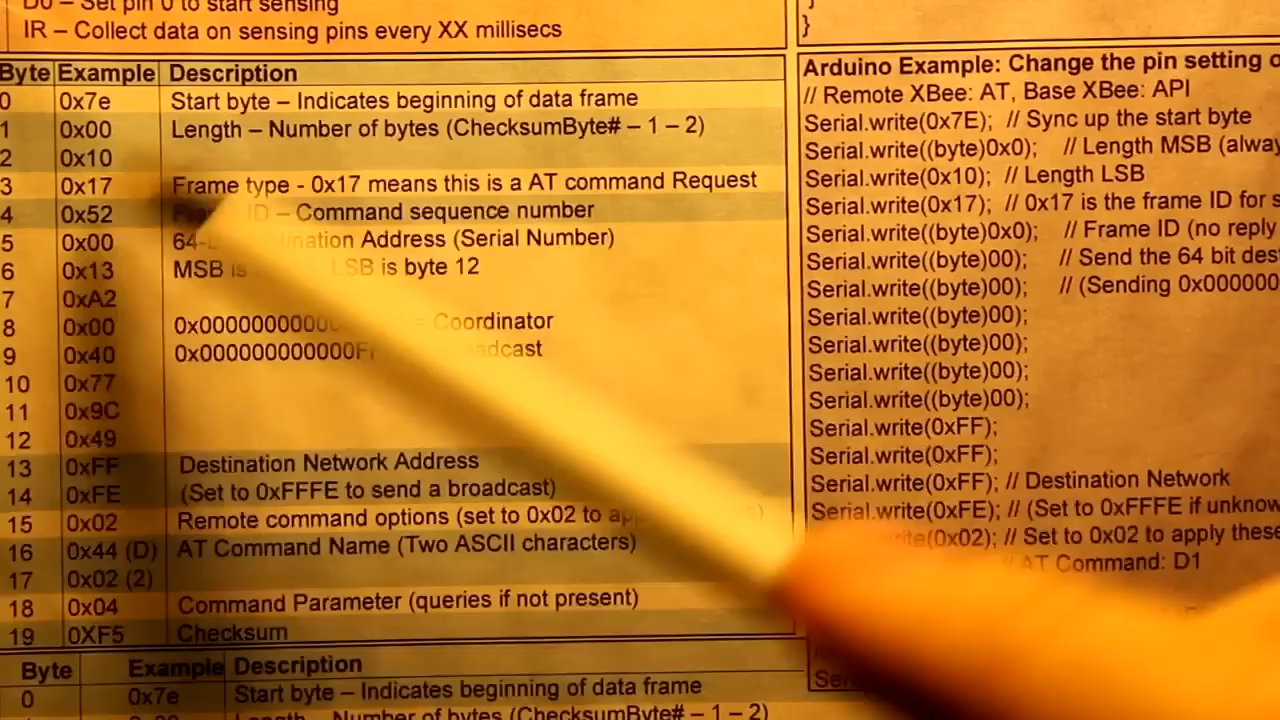 D0 – Set pin 0 to start sensing
IR – Collect data on sensing pins every XX millisecs
Byte Example Description
0 0x7e Start byte – Indicates beginning of data frame
1 0x00 Length – Number of bytes (ChecksumByte# – 1 – 2)
2 0x10
3 0x17 Frame type - 0x17 means this is a AT command Request
4 0x52 ID – Command sequence number
5 0x00 Address (Serial Number)
6 0x13 MSB is LSB is byte 12
7 0xA2
8 0x00 = Coordinator
9 0x40
10 0x77
11 0x9C
12 0x49
13 0xFF Destination Network Address
14 0xFE (Set to 0xFFFE to send a broadcast)
15 0x02 Remote command options (set to 0x02 to
16 0x44 (D) AT Command Name (Two ASCII characters)
17 0x02 (2)
18 0x04 Command Parameter (queries if not present)
19 0XF5 Checksum
Byte Example Description
0 0x7e Start byte – Indicates beginning of data frame
Length – Number of bytes (ChecksumByte# – 1 – 2)
}
Arduino Example: Change the pin setting
// Remote XBee: AT, Base XBee: API
Serial.write(0x7E); // Sync up the start byte
Serial.write((byte)0x0); // Length MSB
Serial.write(0x10); // Length LSB
Serial.write(0x17); // 0x17 is the frame ID for
Serial.write((byte)0x0); // Frame ID (no reply
Serial.write((byte)00); // Send the 64 bit
Serial.write((byte)00); // (Sending
Serial.write((byte)00);
Serial.write((byte)00);
Serial.write((byte)00);
Serial.write((byte)00);
Serial.write(0xFF);
Serial.write(0xFF);
Serial.write(0xFF); // Destination Network
Serial.write(0xFE); // (Set to 0xFFFE if
(0x02); // Set to 0x02 to apply these
AT Command: D1